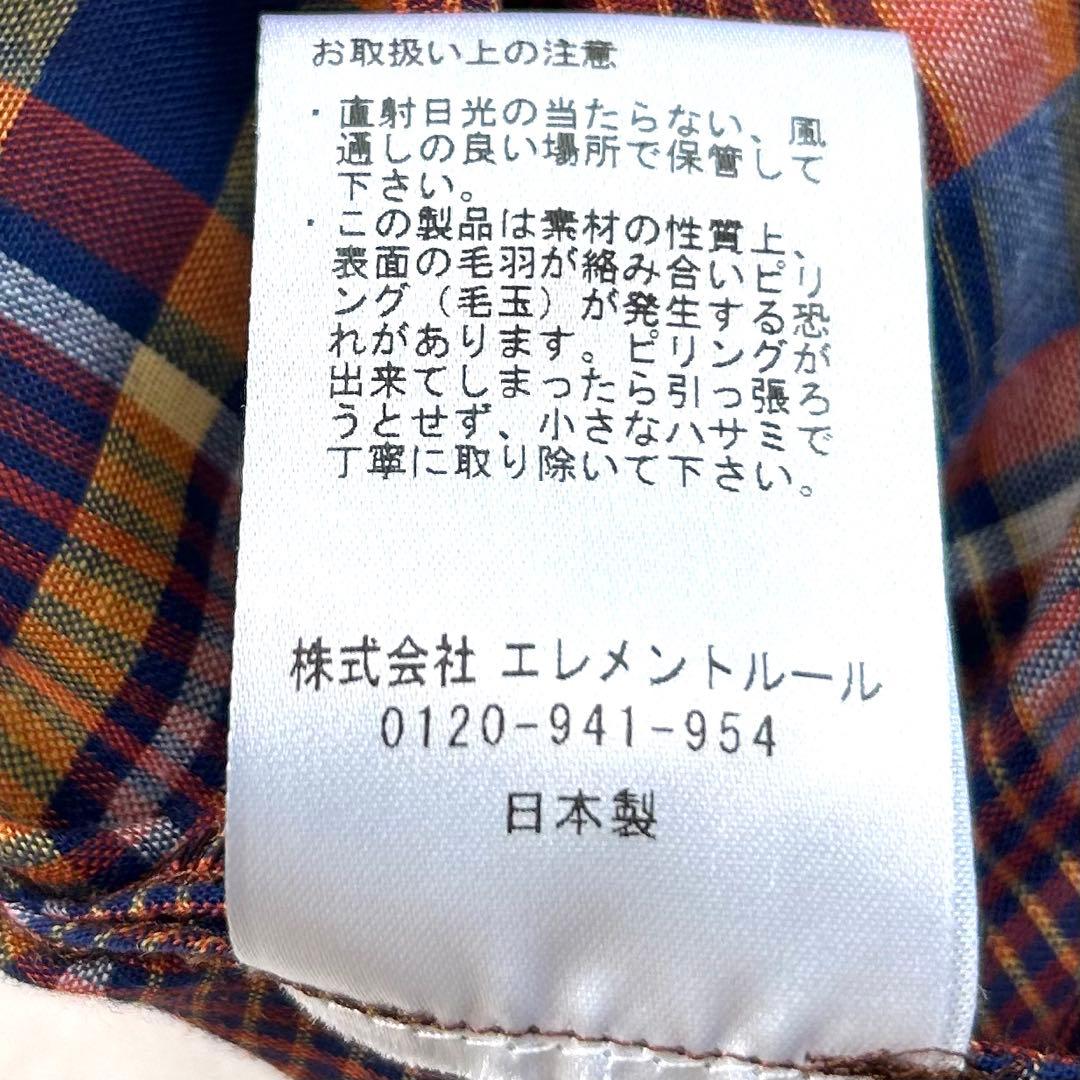 お取扱い上の注意
・直射日光の当たらない、風
通しの良い場所で保管して
下さい。
・この製品は素材の性質上、
表面の毛羽が絡み合いピリ
ング（毛玉）が発生する恐
れがあります。ピリングが
出来てしまったら引っ張ろ
うとせず、小さなハサミで
丁寧に取り除いて下さい。
株式会社 エレメントルール
0120-941-954
日本製